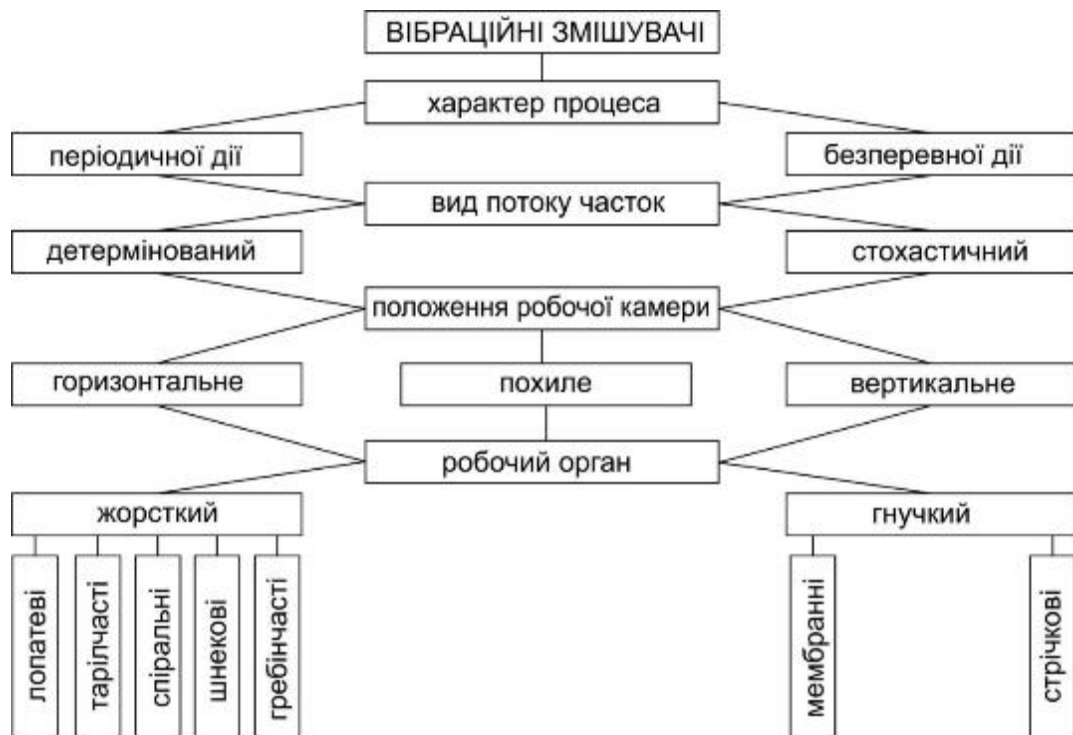 ВІБРАЦІЙНІ ЗМІШУВАЧІ
характер процеса
періодичної дії
безперевної дії
вид потоку часток
детермінований
стохастичний
положення робочої камери
горизонтальне
похиле
вертикальне
робочий орган
жорсткий
гнучкий
лопатеві
тарілчасті
спіральні
шнекові
гребінчасті
мембранні
стрічкові